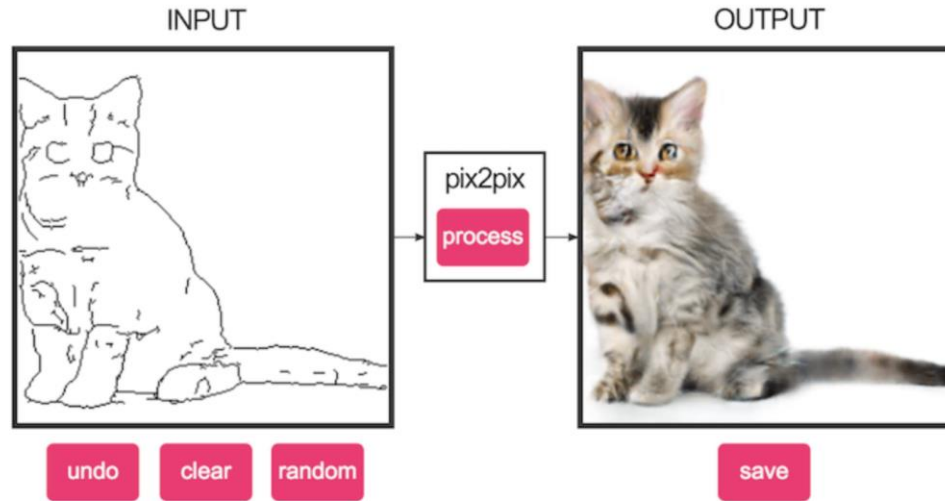 INPUT
OUTPUT
pix2pix
process
undo
clear
random
save